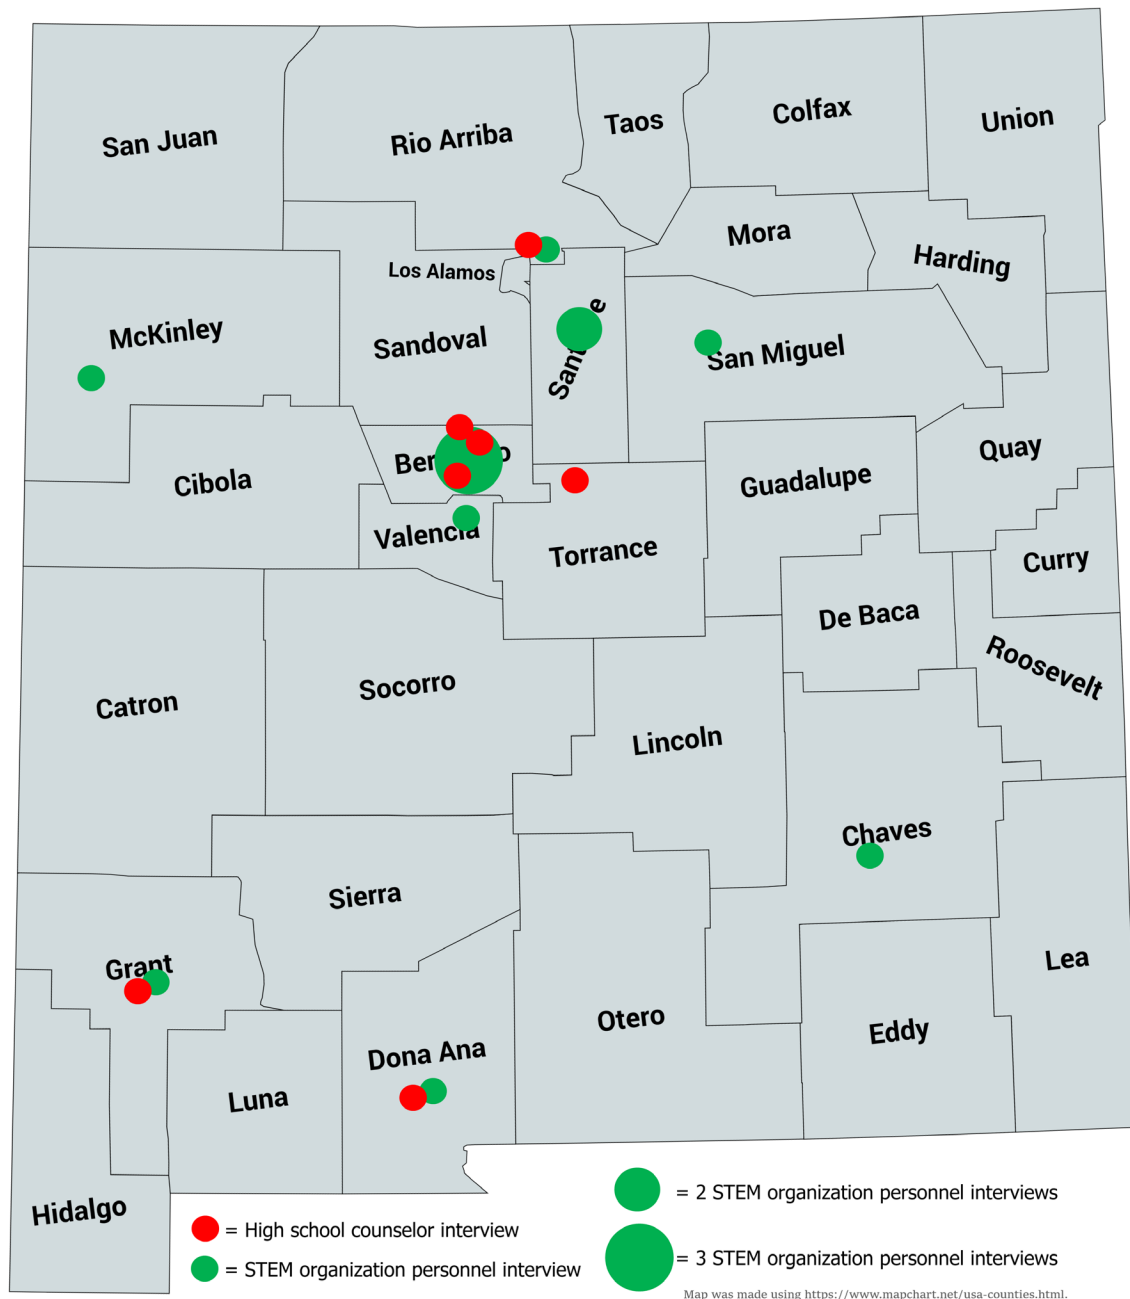 San Juan
Rio Arriba
Taos
Colfax
Union
Mora
Harding
Los Alamos
McKinley
Sandoval
San Miguel
Cibola
Valencia
Torrance
Guadalupe
Quay
Curry
De Baca
Roosevelt
Catron
Socorro
Lincoln
Chaves
Sierra
Grant
Otero
Lea
Eddy
Dona Ana
Luna
Hidalgo
= High school counselor interview
= STEM organization personnel interview
= 2 STEM organization personnel interviews
= 3 STEM organization personnel interviews
Map was made using https://www.mapchart.net/usa-counties.html.